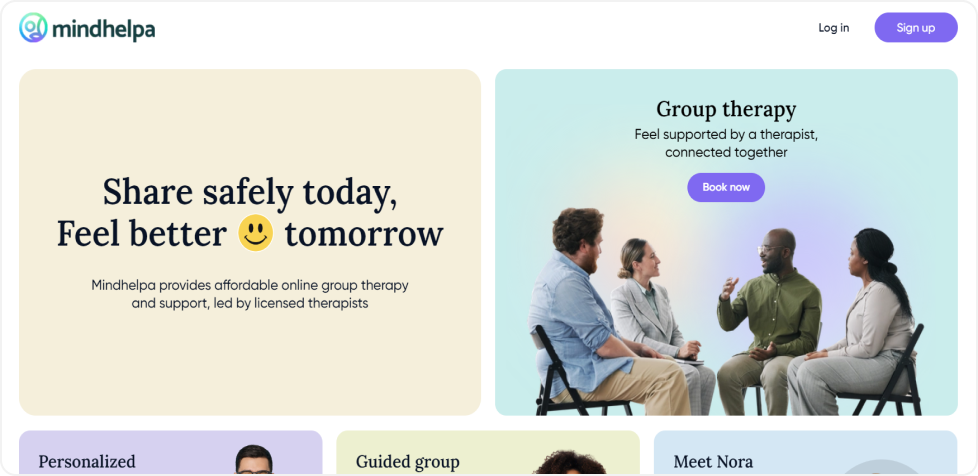 mindhelpa
Log in
Sign up
Share safely today,
Feel better tomorrow
Mindhelpa provides affordable online group therapy
and support, led by licensed therapists
Group therapy
Feel supported by a therapist,
connected together
Book now
Personalized
Guided group
Meet Nora